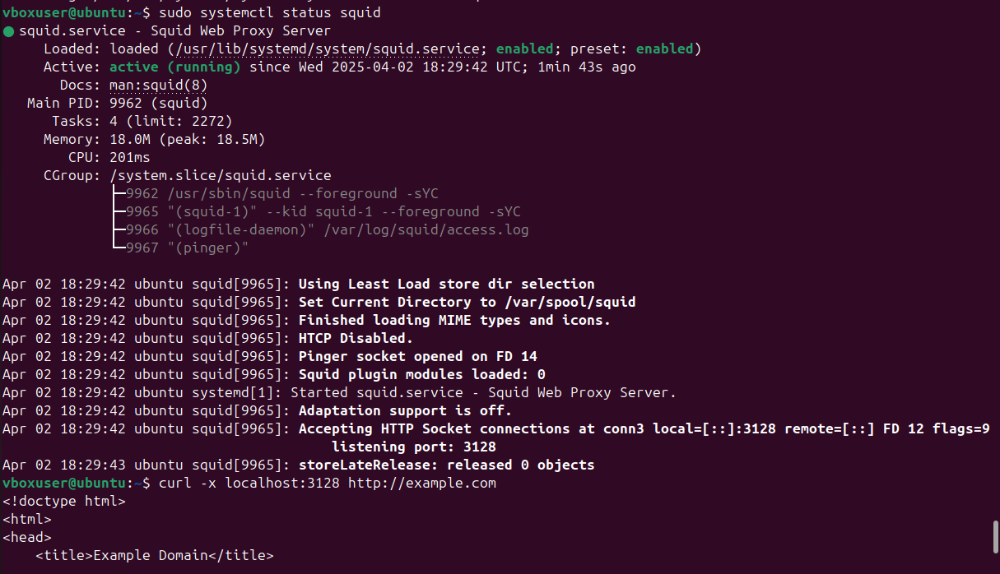 vboxuser@ubuntu:~$ sudo systemctl status squid
● squid.service - Squid Web Proxy Server
     Loaded: loaded (/usr/lib/systemd/system/squid.service; enabled; preset: enabled)
     Active: active (running) since Wed 2025-04-02 18:29:42 UTC; 1min 43s ago
       Docs: man:squid(8)
   Main PID: 9962 (squid)
      Tasks: 4 (limit: 2272)
     Memory: 18.0M (peak: 18.5M)
        CPU: 201ms
     CGroup: /system.slice/squid.service
             ├─9962 /usr/sbin/squid --foreground -sYC
             ├─9965 "(squid-1)" --kid squid-1 --foreground -sYC
             ├─9966 "(logfile-daemon)" /var/log/squid/access.log
             └─9967 "(pinger)"
Apr 02 18:29:42 ubuntu squid[9965]: Using Least Load store dir selection
Apr 02 18:29:42 ubuntu squid[9965]: Set Current Directory to /var/spool/squid
Apr 02 18:29:42 ubuntu squid[9965]: Finished loading MIME types and icons.
Apr 02 18:29:42 ubuntu squid[9965]: HTCP Disabled.
Apr 02 18:29:42 ubuntu squid[9965]: Pinger socket opened on FD 14
Apr 02 18:29:42 ubuntu squid[9965]: Squid plugin modules loaded: 0
Apr 02 18:29:42 ubuntu systemd[1]: Started squid.service - Squid Web Proxy Server.
Apr 02 18:29:42 ubuntu squid[9965]: Adaptation support is off.
Apr 02 18:29:42 ubuntu squid[9965]: Accepting HTTP Socket connections at conn3 local=[::]:3128 remote=[::] FD 12 flags=9
                                        listening port: 3128
Apr 02 18:29:43 ubuntu squid[9965]: storeLateRelease: released 0 objects
vboxuser@ubuntu:~$ curl -x localhost:3128 http://example.com
<!doctype html>
<html>
<head>
    <title>Example Domain</title>